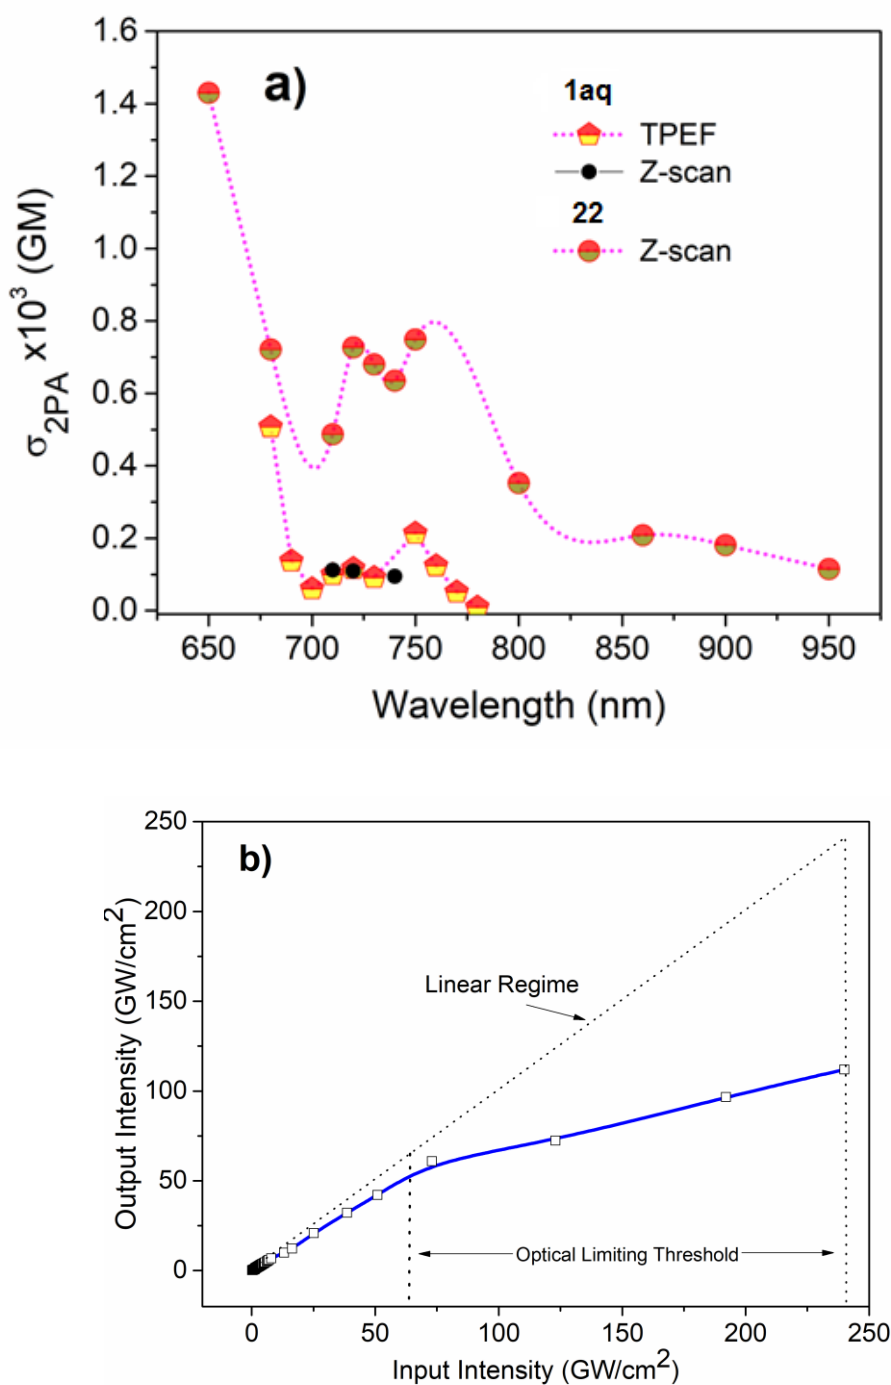 a)
1aq
TPEF
Z-scan
22
Z-scan
1.6
1.4
1.2
1.0
0.8
0.6
0.4
0.2
0.0
σ2PA x10³ (GM)
650 700 750 800 850 900 950
Wavelength (nm)
b)
Linear Regime
Optical Limiting Threshold
250
200
150
100
50
0
Output Intensity (GW/cm²)
0 50 100 150 200 250
Input Intensity (GW/cm²)